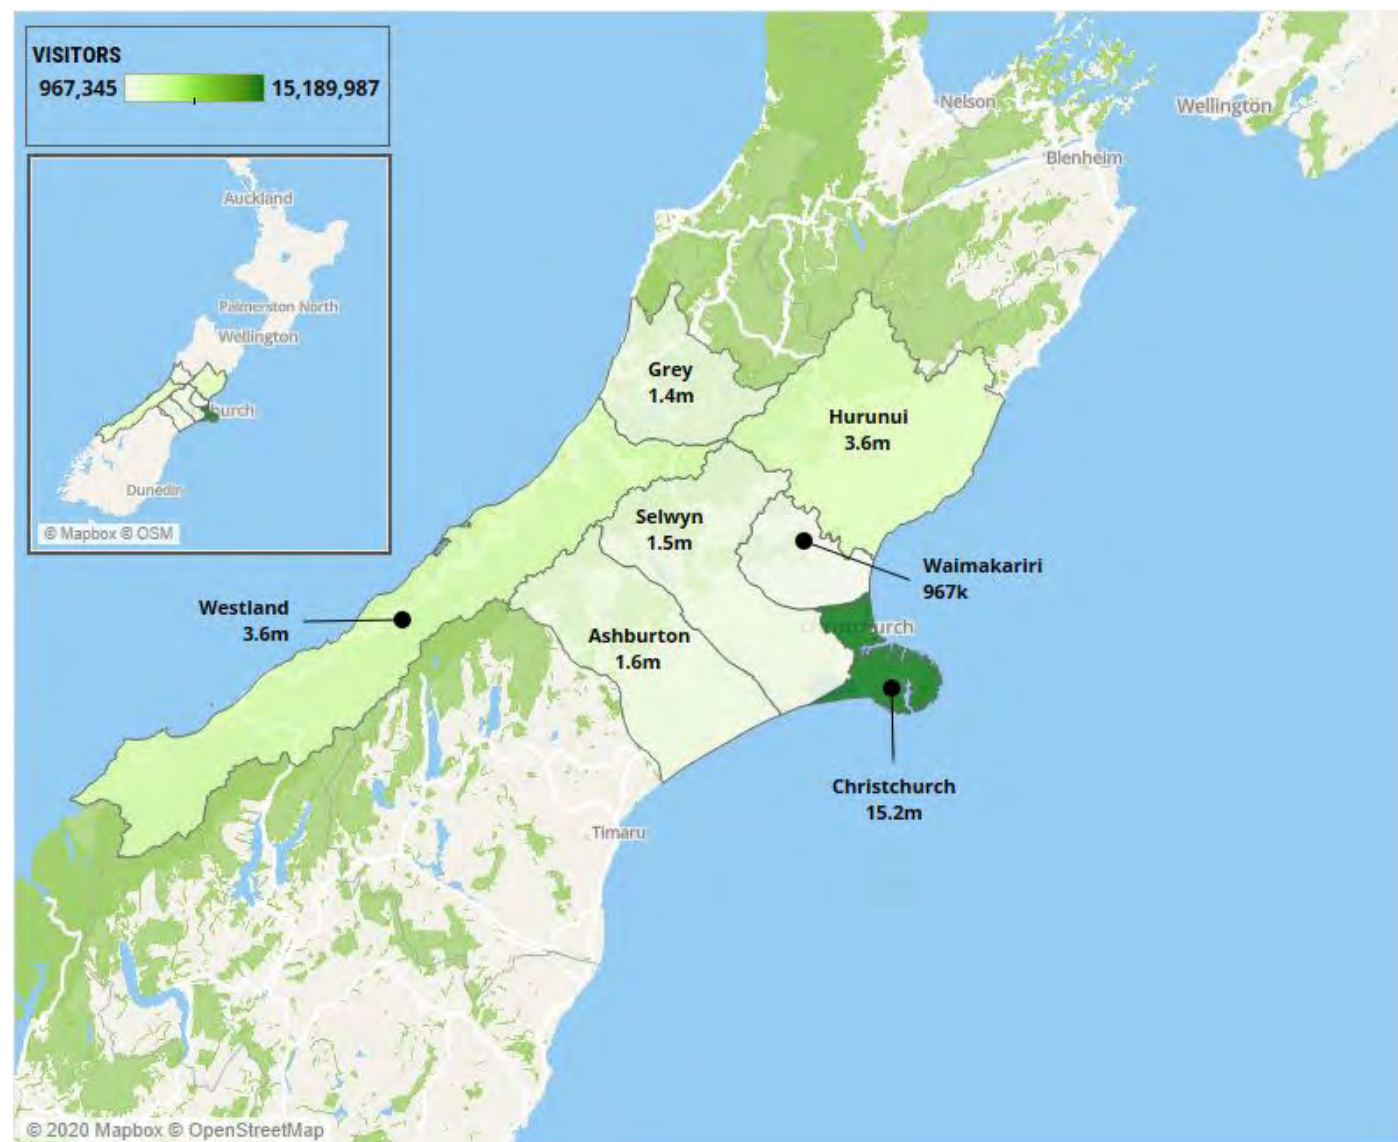 VISITORS
967,345 15,189,987
Auckland
Palmerston North
Wellington
church
Dunedin
© Mapbox © OSM
Nelson
Wellington
Blenheim
Grey
1.4m
Hurunui
3.6m
Selwyn
1.5m
Waimakariri
967k
Westland
3.6m
Ashburton
1.6m
Christchurch
Christchurch
15.2m
Timaru
© 2020 Mapbox © OpenStreetMap